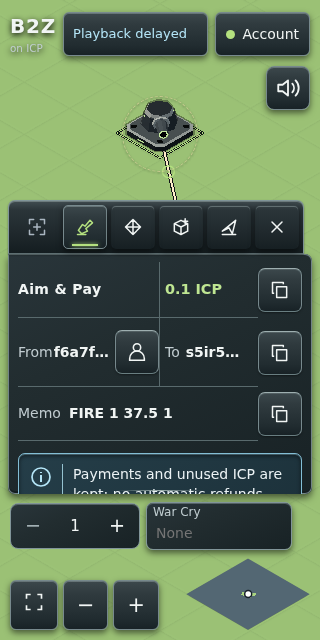 B2Z
on ICP
Playback delayed
Account
Aim & Pay
0.1 ICP
From f6a7f...
To s5ir5...
Memo FIRE 1 37.5 1
Payments and unused ICP are
kept; no automatic refunds
1
War Cry
None